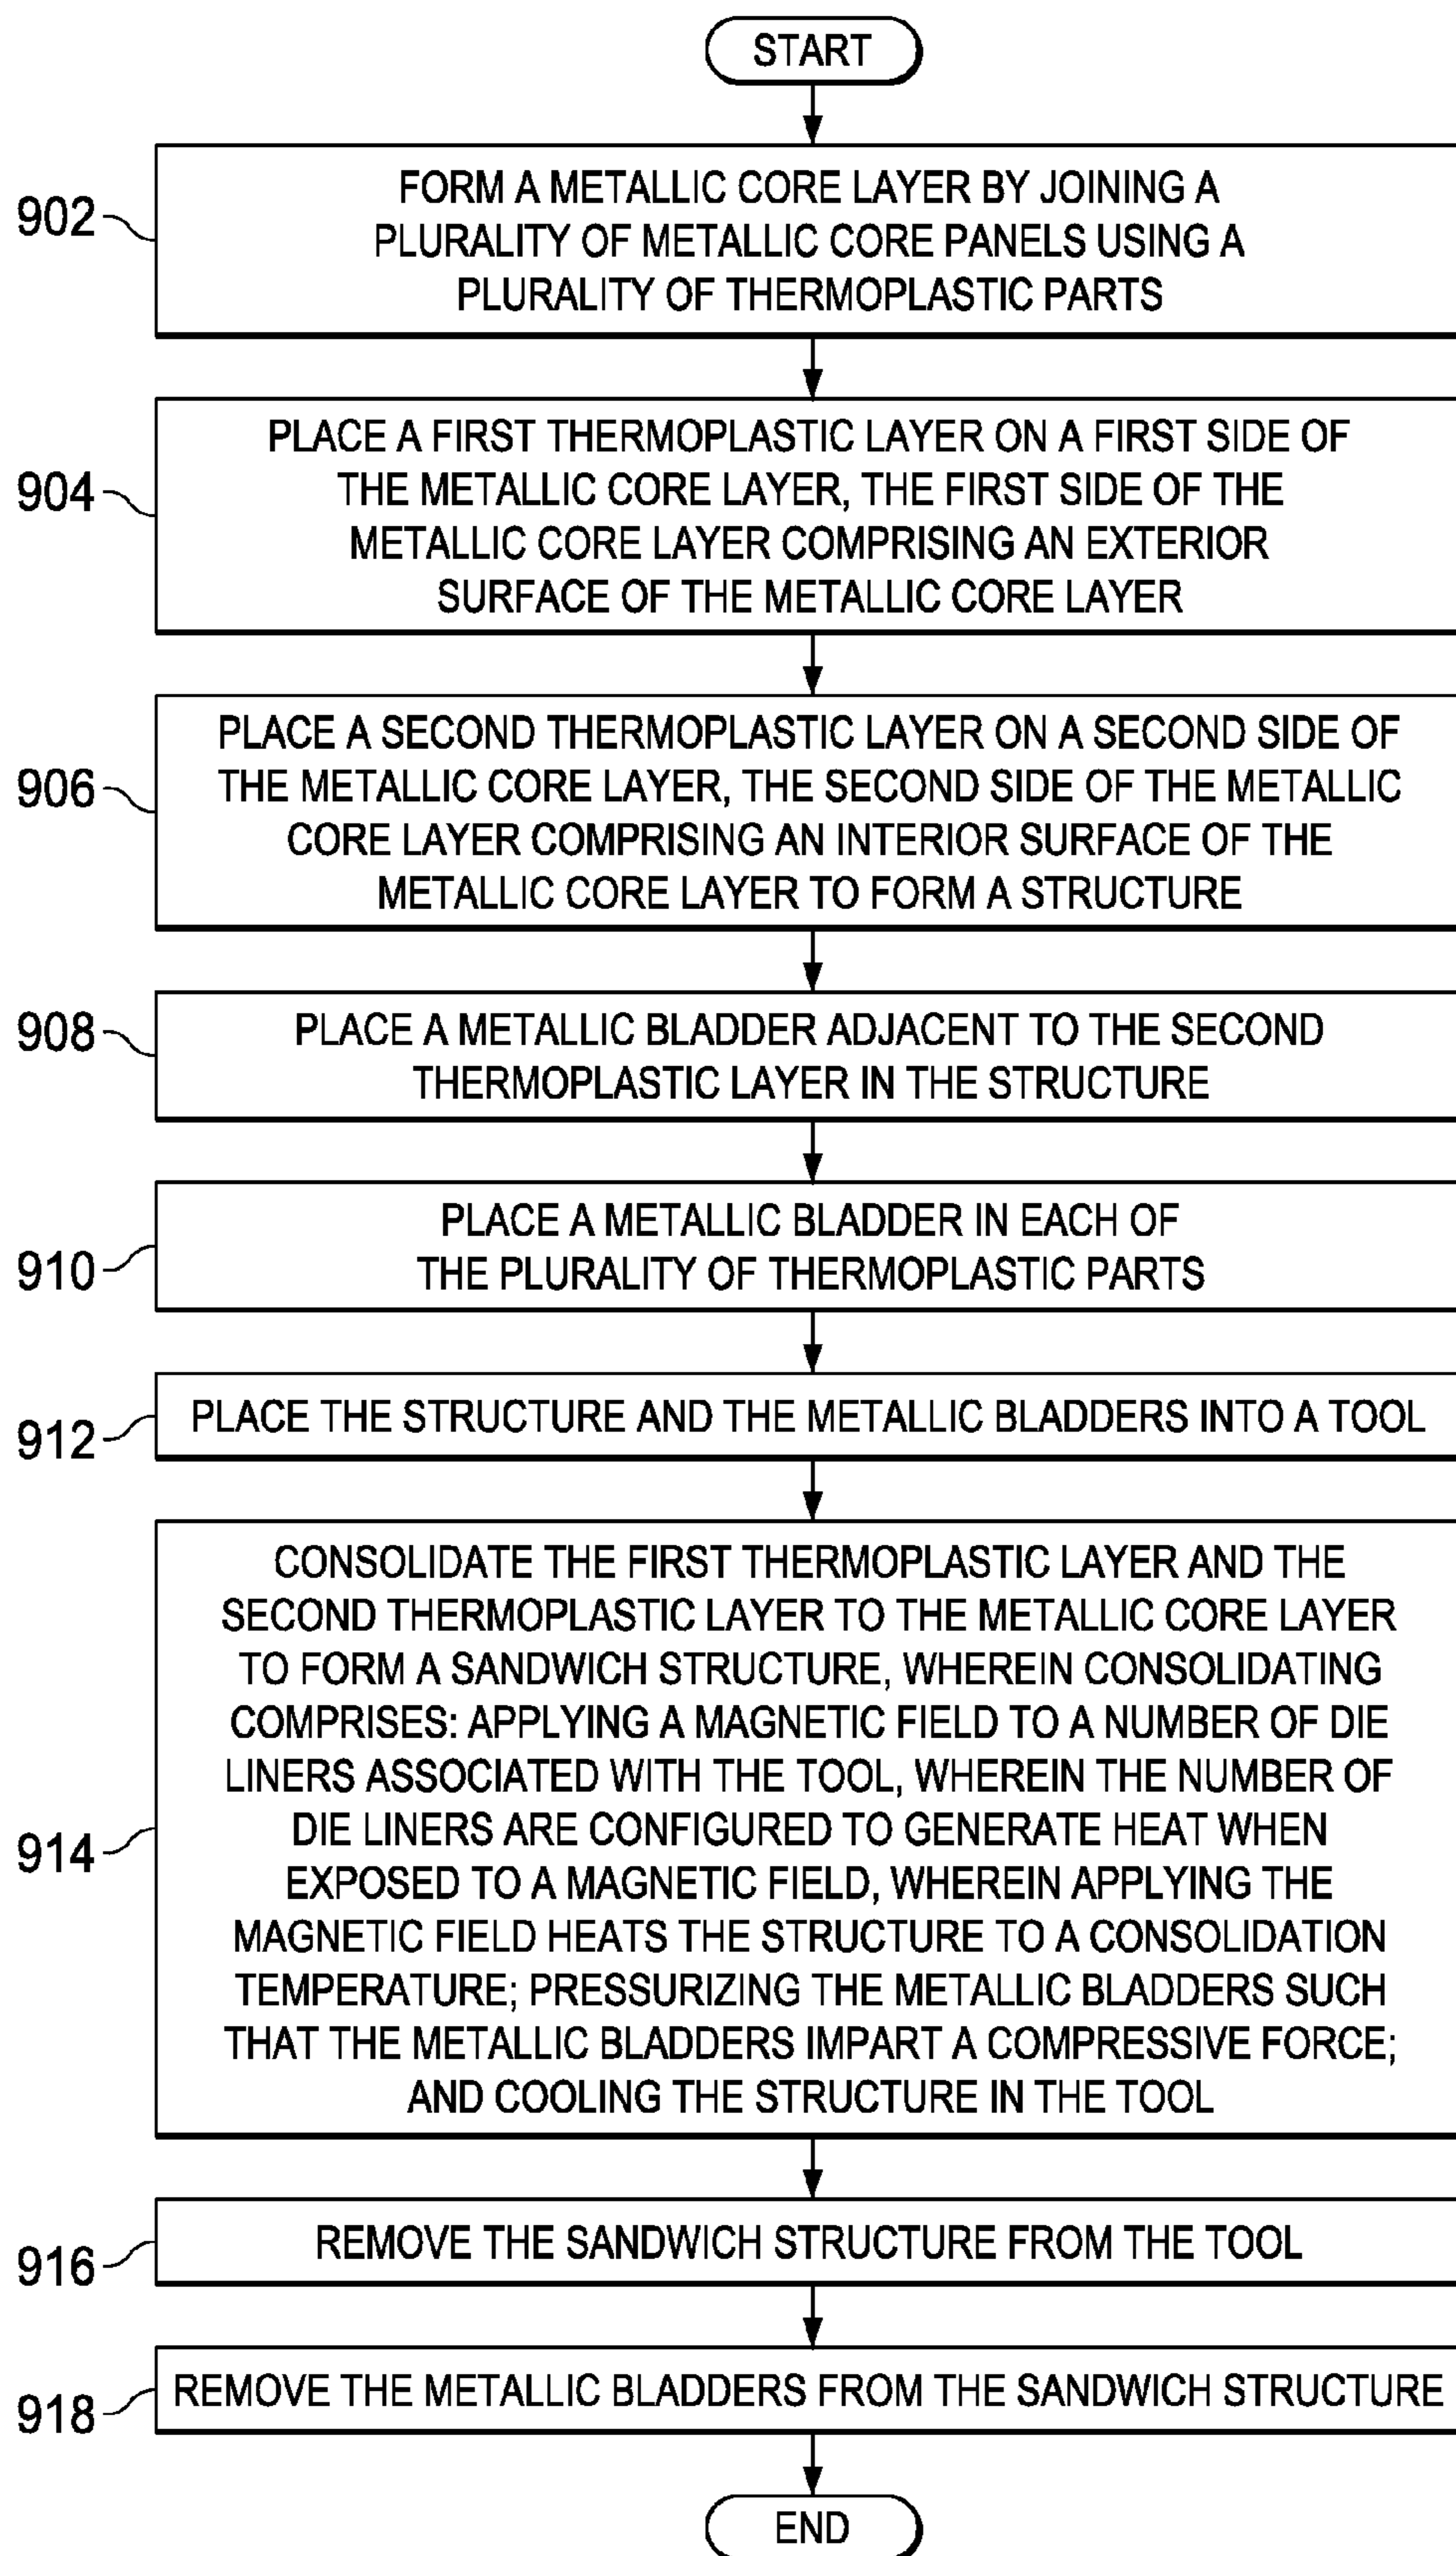 START
902
FORM A METALLIC CORE LAYER BY JOINING A
PLURALITY OF METALLIC CORE PANELS USING A
PLURALITY OF THERMOPLASTIC PARTS
904
PLACE A FIRST THERMOPLASTIC LAYER ON A FIRST SIDE OF
THE METALLIC CORE LAYER, THE FIRST SIDE OF THE
METALLIC CORE LAYER COMPRISING AN EXTERIOR
SURFACE OF THE METALLIC CORE LAYER
906
PLACE A SECOND THERMOPLASTIC LAYER ON A SECOND SIDE OF
THE METALLIC CORE LAYER, THE SECOND SIDE OF THE METALLIC
CORE LAYER COMPRISING AN INTERIOR SURFACE OF THE
METALLIC CORE LAYER TO FORM A STRUCTURE
908
PLACE A METALLIC BLADDER ADJACENT TO THE SECOND
THERMOPLASTIC LAYER IN THE STRUCTURE
910
PLACE A METALLIC BLADDER IN EACH OF
THE PLURALITY OF THERMOPLASTIC PARTS
912
PLACE THE STRUCTURE AND THE METALLIC BLADDERS INTO A TOOL
914
CONSOLIDATE THE FIRST THERMOPLASTIC LAYER AND THE
SECOND THERMOPLASTIC LAYER TO THE METALLIC CORE LAYER
TO FORM A SANDWICH STRUCTURE, WHEREIN CONSOLIDATING
COMPRISES: APPLYING A MAGNETIC FIELD TO A NUMBER OF DIE
LINERS ASSOCIATED WITH THE TOOL, WHEREIN THE NUMBER OF
DIE LINERS ARE CONFIGURED TO GENERATE HEAT WHEN
EXPOSED TO A MAGNETIC FIELD, WHEREIN APPLYING THE
MAGNETIC FIELD HEATS THE STRUCTURE TO A CONSOLIDATION
TEMPERATURE; PRESSURIZING THE METALLIC BLADDERS SUCH
THAT THE METALLIC BLADDERS IMPART A COMPRESSIVE FORCE;
AND COOLING THE STRUCTURE IN THE TOOL
916
REMOVE THE SANDWICH STRUCTURE FROM THE TOOL
918
REMOVE THE METALLIC BLADDERS FROM THE SANDWICH STRUCTURE
END